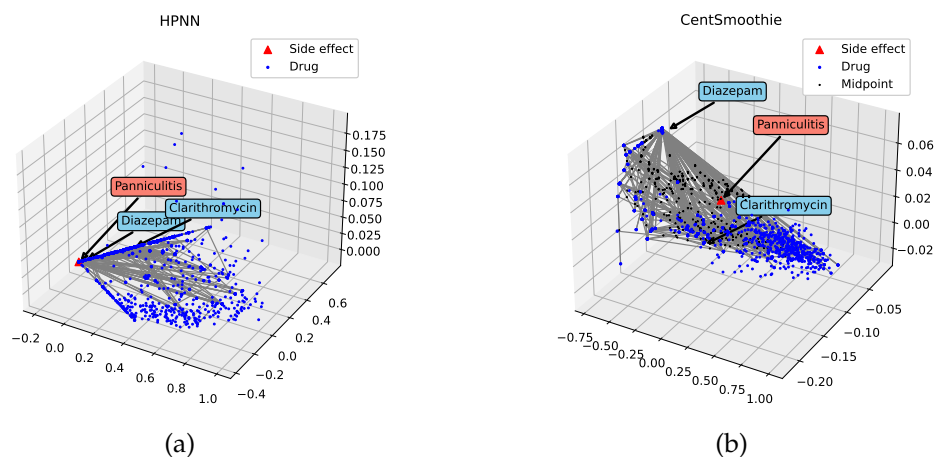 HPNN
Side effect
Drug
Panniculitis
Diazepam
Clarithromycin
0.175
0.150
0.125
0.100
0.075
0.050
0.025
0.000
−0.2
0.0
0.2
0.4
0.6
0.8
1.0
−0.4
−0.2
0.0
0.2
0.4
0.6
(a)
CentSmoothie
Side effect
Drug
Midpoint
Diazepam
Panniculitis
Clarithromycin
0.06
0.04
0.02
0.00
−0.02
−0.75
−0.50
−0.25
0.00
0.25
0.50
0.75
1.00
−0.20
−0.15
−0.10
−0.05
(b)